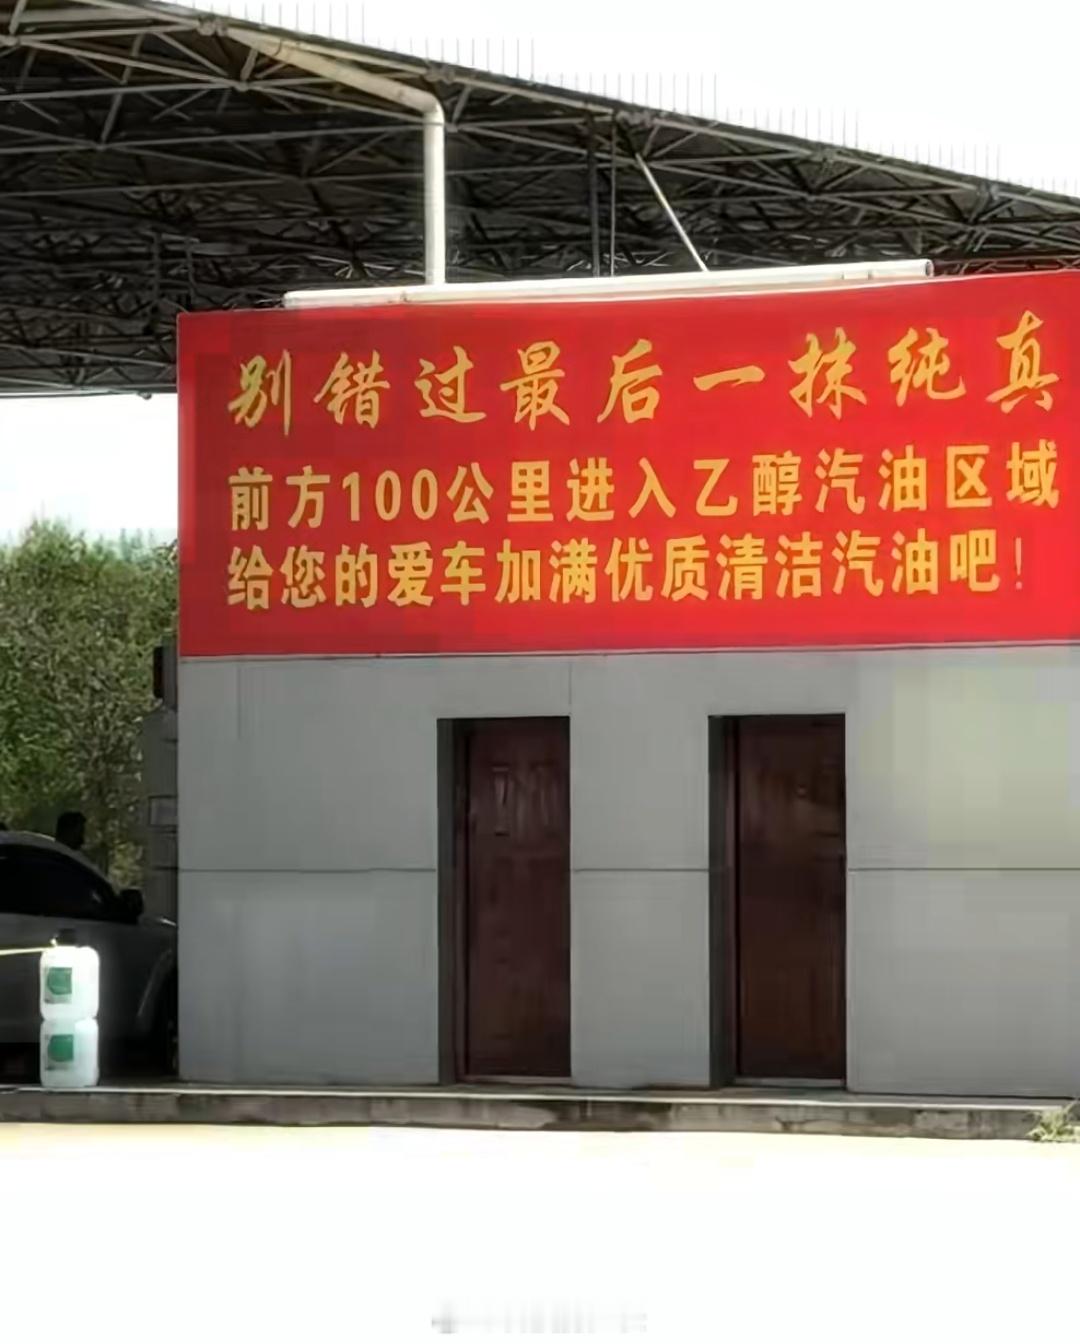 别错过最后一抹纯真
前方100公里进入乙醇汽油区域
给您的爱车加满优质清洁汽油吧！